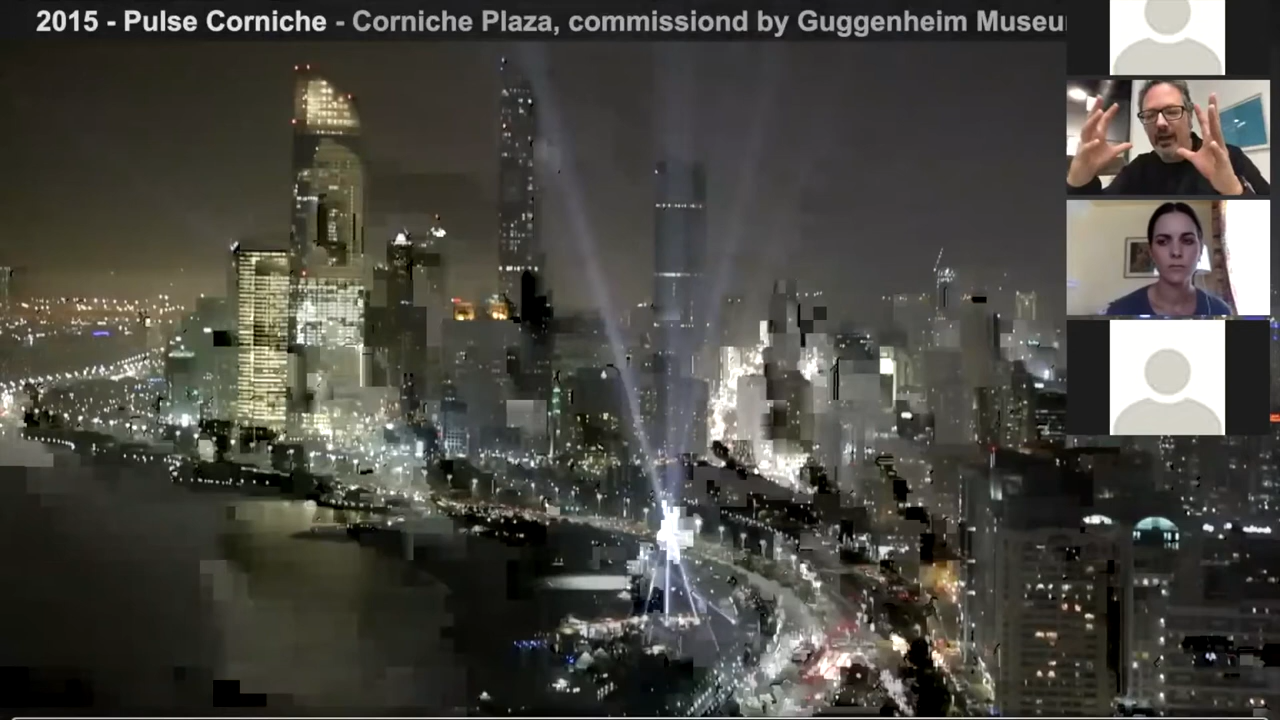 2015 - Pulse Corniche - Corniche Plaza, commissiond by Guggenheim Museu